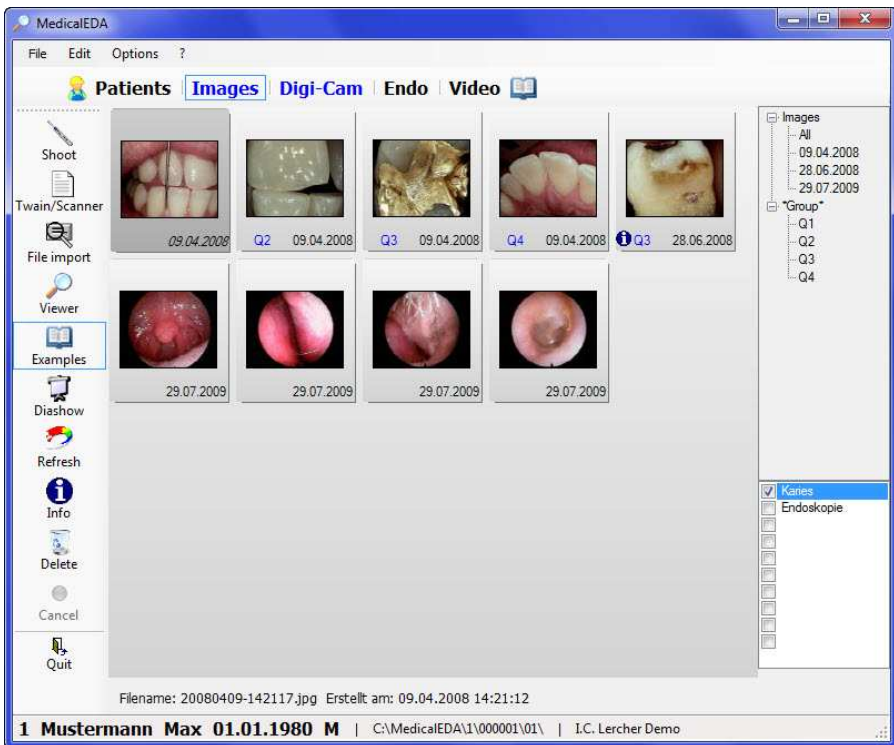 MedicalEDA
File Edit Options ?
Patients Images Digi-Cam Endo Video
Shoot
Twain/Scanner
File import
Viewer
Examples
Diashow
Refresh
Info
Delete
Cancel
Quit
09.04.2008
Q2 09.04.2008
Q3 09.04.2008
Q4 09.04.2008
Q3 28.06.2008
29.07.2009
29.07.2009
29.07.2009
29.07.2009
Images
All
09.04.2008
28.06.2008
29.07.2009
*Group*
Q1
Q2
Q3
Q4
Karies
Endoskopie
Filename: 20080409-142117.jpg Erstellt am: 09.04.2008 14:21:12
1 Mustermann Max 01.01.1980 M | C:\MedicalEDA\1\000001\01\ | I.C. Lercher Demo